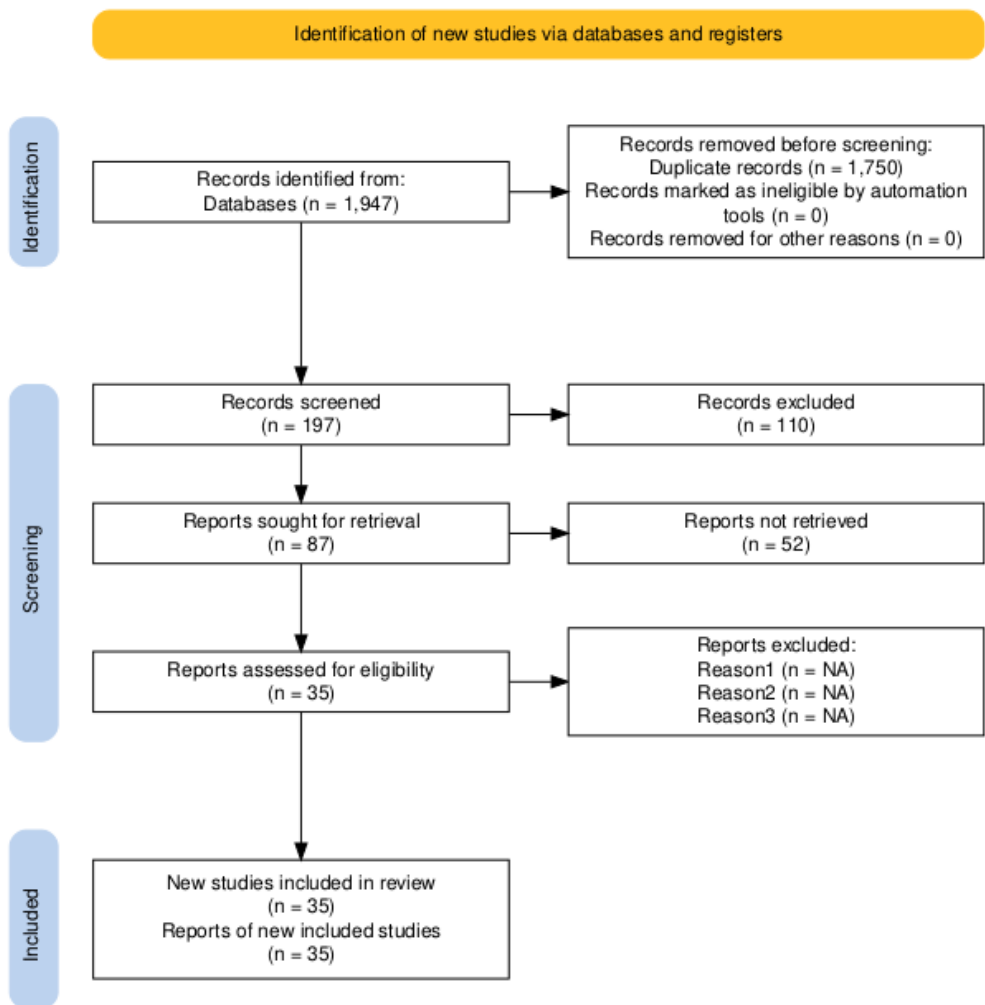 Identification of new studies via databases and registers
Identification
Records identified from:
Databases (n = 1,947)
Records removed before screening:
Duplicate records (n = 1,750)
Records marked as ineligible by automation
tools (n = 0)
Records removed for other reasons (n = 0)
Screening
Records screened
(n = 197)
Records excluded
(n = 110)
Reports sought for retrieval
(n = 87)
Reports not retrieved
(n = 52)
Reports assessed for eligibility
(n = 35)
Reports excluded:
Reason1 (n = NA)
Reason2 (n = NA)
Reason3 (n = NA)
Included
New studies included in review
(n = 35)
Reports of new included studies
(n = 35)